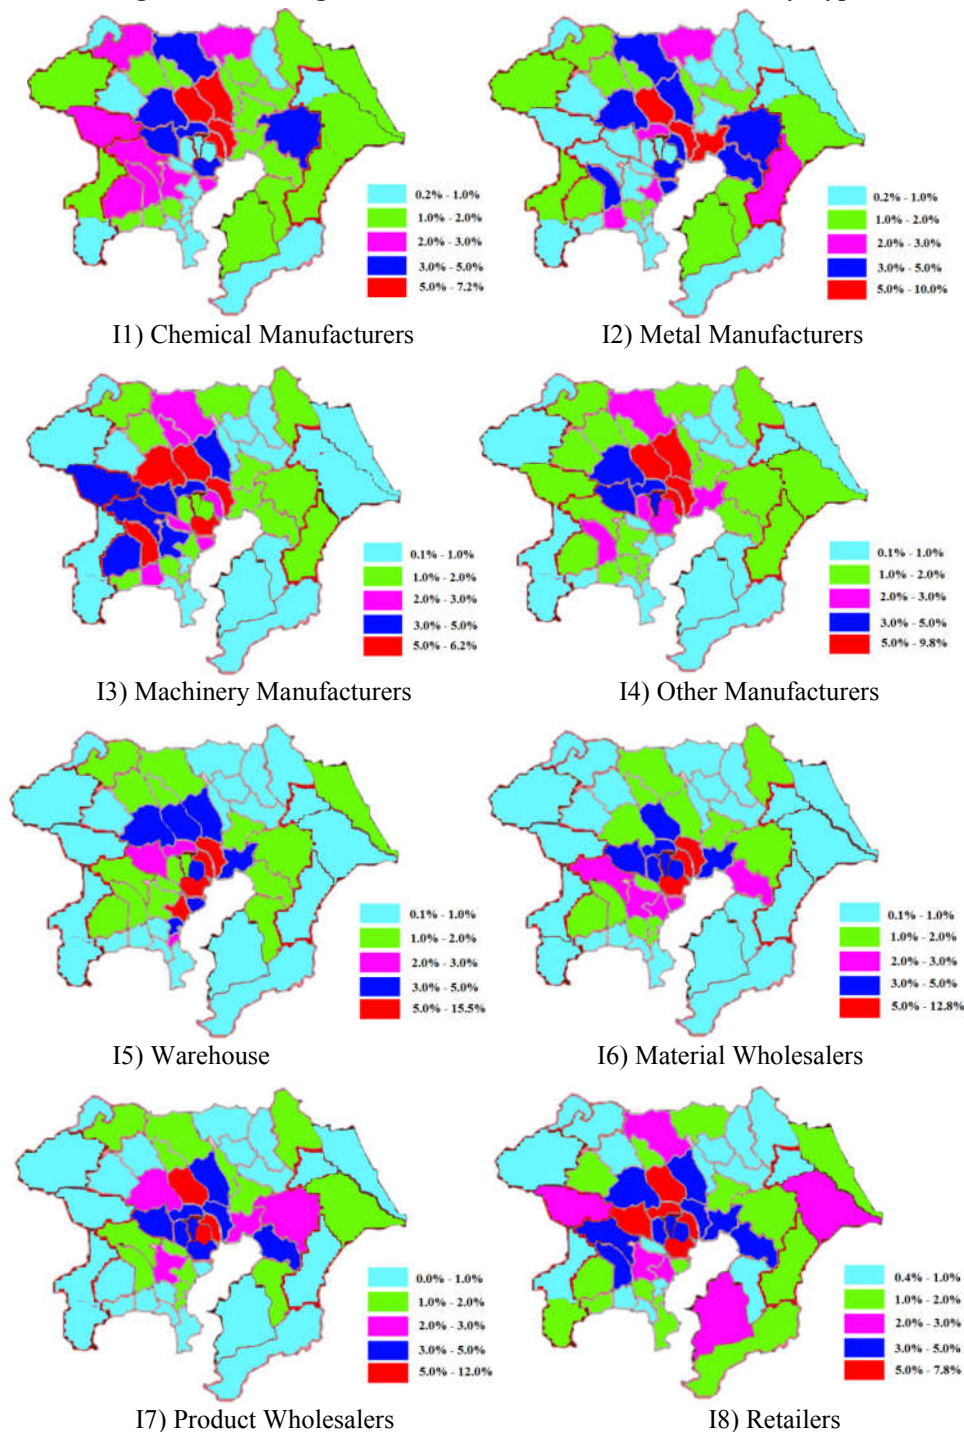 0.2% - 1.0%
1.0% - 2.0%
2.0% - 3.0%
3.0% - 5.0%
5.0% - 7.2%
I1) Chemical Manufacturers
0.2% - 1.0%
1.0% - 2.0%
2.0% - 3.0%
3.0% - 5.0%
5.0% - 10.0%
I2) Metal Manufacturers
0.1% - 1.0%
1.0% - 2.0%
2.0% - 3.0%
3.0% - 5.0%
5.0% - 6.2%
I3) Machinery Manufacturers
0.1% - 1.0%
1.0% - 2.0%
2.0% - 3.0%
3.0% - 5.0%
5.0% - 9.8%
I4) Other Manufacturers
0.1% - 1.0%
1.0% - 2.0%
2.0% - 3.0%
3.0% - 5.0%
5.0% - 15.5%
I5) Warehouse
0.1% - 1.0%
1.0% - 2.0%
2.0% - 3.0%
3.0% - 5.0%
5.0% - 12.8%
I6) Material Wholesalers
0.0% - 1.0%
1.0% - 2.0%
2.0% - 3.0%
3.0% - 5.0%
5.0% - 12.0%
I7) Product Wholesalers
0.4% - 1.0%
1.0% - 2.0%
2.0% - 3.0%
3.0% - 5.0%
5.0% - 7.8%
I8) Retailers